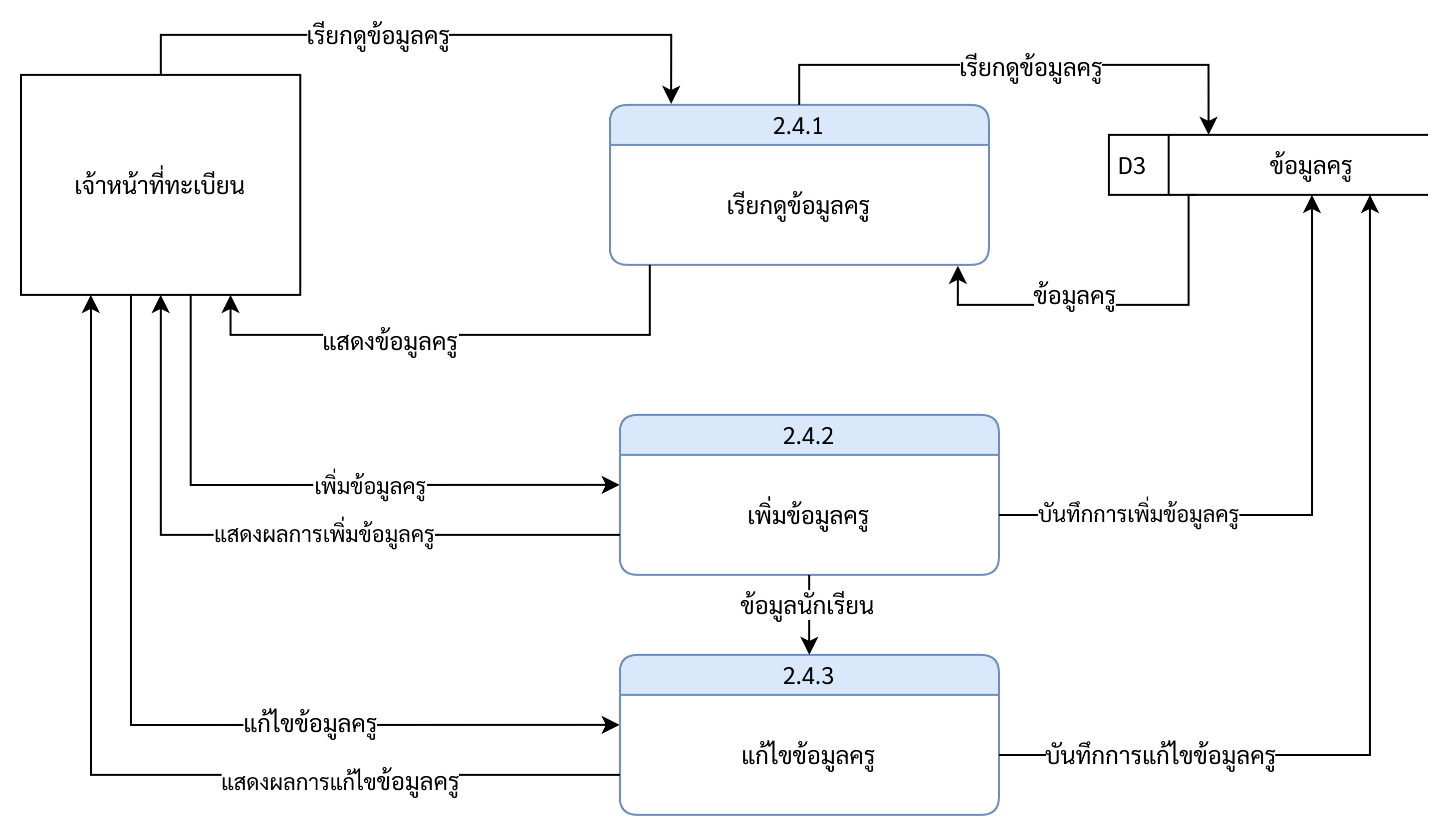 เรียกดูข้อมูลครู
เรียกดูข้อมูลครู
2.4.1
D3
ข้อมูลครู
เจ้าหน้าที่ทะเบียน
เรียกดูข้อมูลครู
ข้อมูลครู
แสดงข้อมูลครู
2.4.2
เพิ่มข้อมูลครู
เพิ่มข้อมูลครู
บันทึกการเพิ่มข้อมูลครู
แสดงผลการเพิ่มข้อมูลครู
ข้อมูลนักเรียน
2.4.3
แก้ไขข้อมูลครู
แก้ไขข้อมูลครู
บันทึกการแก้ไขข้อมูลครู
แสดงผลการแก้ไขข้อมูลครู